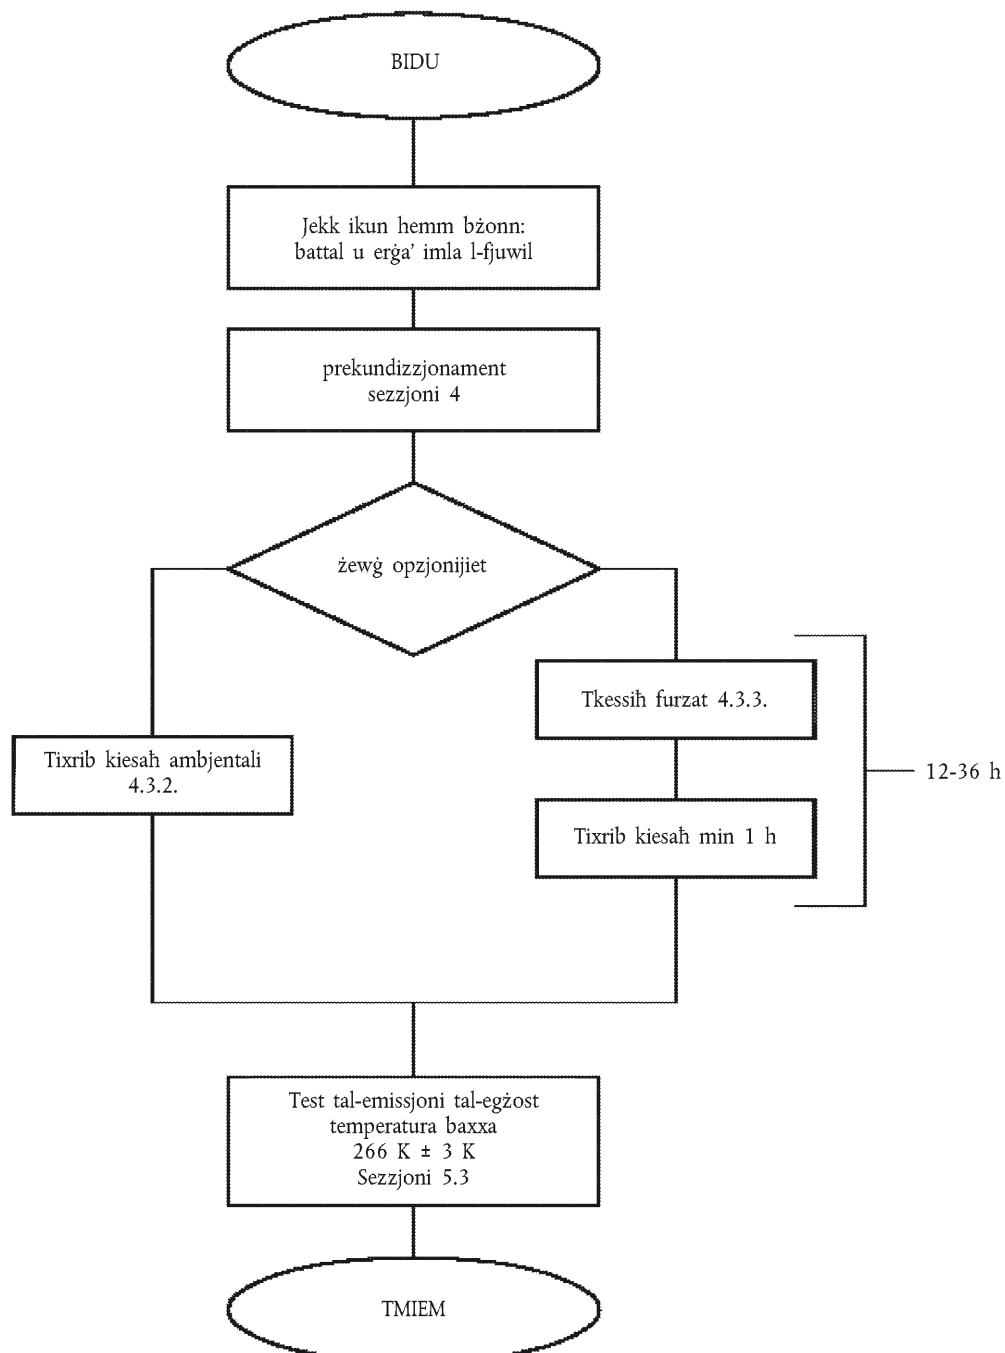 BIDU
Jekk ikun hemm bżonn:
battal u erġa’ imla l-fjuwil
prekundizzjonament
sezzjoni 4
żewġ opzjonijiet
Tkessiħ furzat 4.3.3.
Tixrib kiesaħ ambjentali
4.3.2.
12-36 h
Tixrib kiesaħ min 1 h
Test tal-emissjoni tal-egżost
temperatura baxxa
266 K ± 3 K
Sezzjoni 5.3
TMIEM